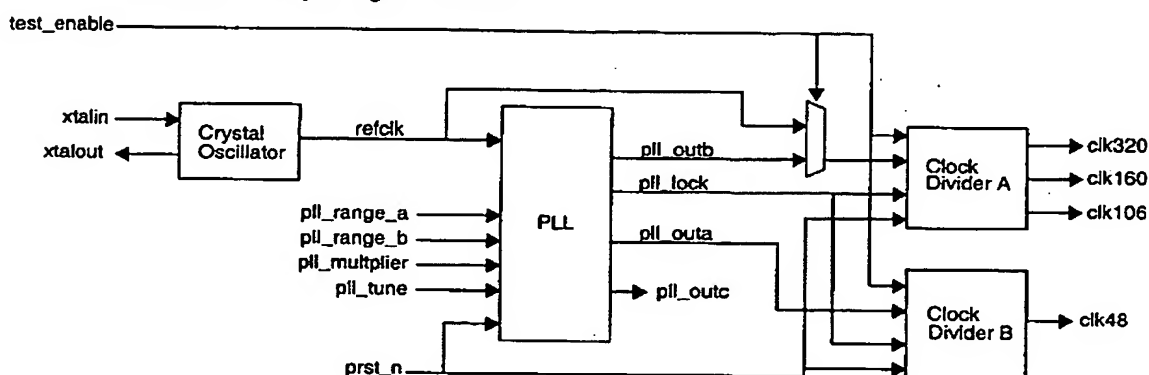 test_enable
xtalin
xtalout
Crystal
Oscillator
refclk
pll_range_a
pll_range_b
pll_multplier
pll_tune
prst_n
PLL
pll_outb
pll_lock
pll_outa
pll_outc
Clock
Divider A
clk320
clk160
clk106
Clock
Divider B
clk48